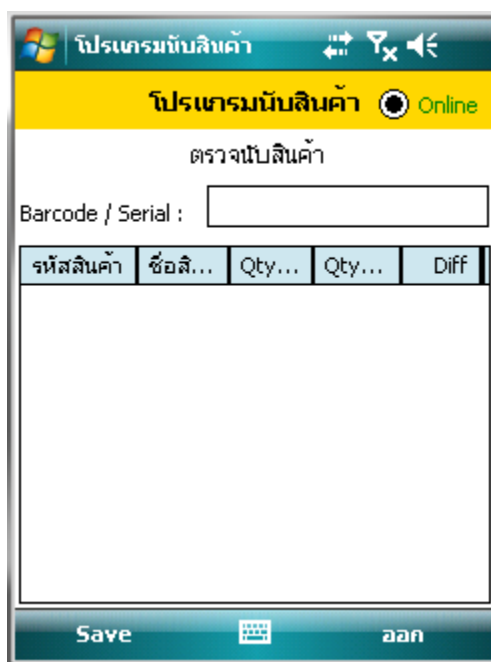 โปรแกรมนับสินค้า
โปรแกรมนับสินค้า Online
ตรวจนับสินค้า
Barcode / Serial :
รหัสสินค้า ชื่อสิ... Qty... Qty... Diff
Save ออก